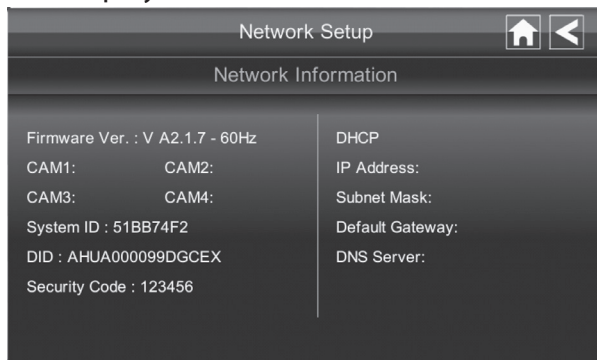 Network Setup
Network Information
Firmware Ver. : V A2.1.7 - 60Hz
CAM1: CAM2:
CAM3: CAM4:
System ID : 51BB74F2
DID : AHUA000099DGCEX
Security Code : 123456
DHCP
IP Address:
Subnet Mask:
Default Gateway:
DNS Server: